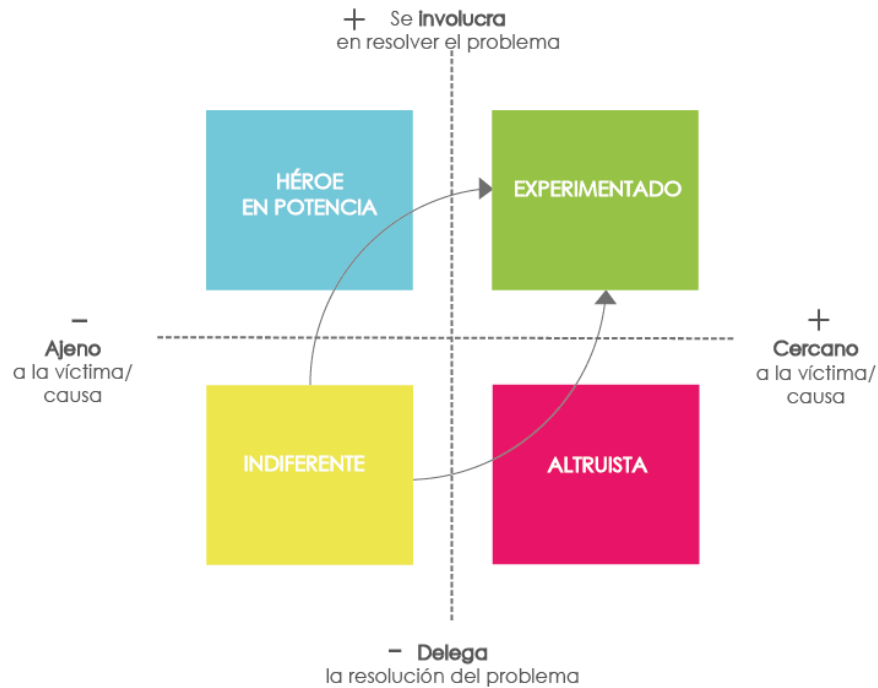 + Se involucra
en resolver el problema
HÉROE
EN POTENCIA
EXPERIMENTADO
-
Ajeno
a la víctima/
causa
+
Cercano
a la víctima/
causa
INDIFERENTE
ALTRUISTA
- Delega
la resolución del problema